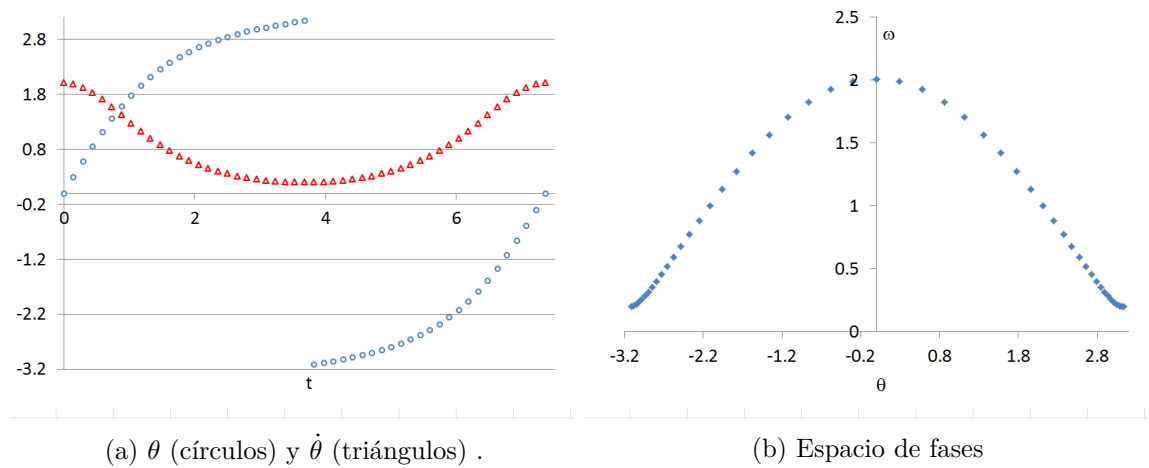 2.8
1.8
0.8
-0.2
-1.2
-2.2
-3.2
0 2 4 6
t
2.5
2
1.5
1
0.5
0
ω
-3.2 -2.2 -1.2 -0.2 0.8 1.8 2.8
θ
(a) θ (círculos) y θ̇ (triángulos) .
(b) Espacio de fases